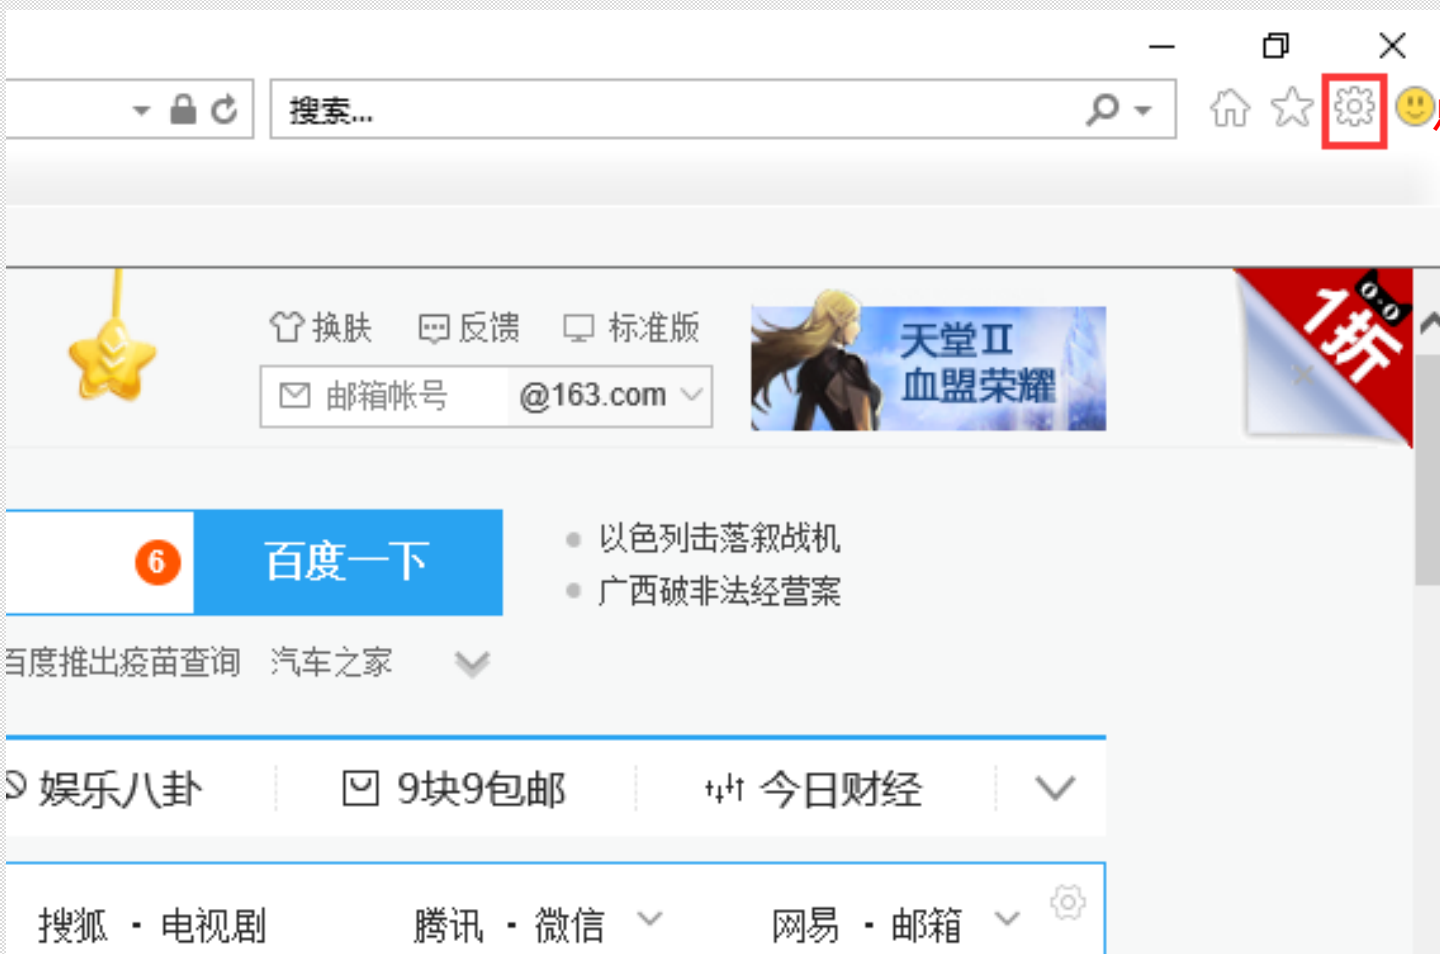 搜索...
换肤 反馈 标准版
邮箱帐号 @163.com
天堂II
血盟荣耀
1折
6 百度一下
以色列击落叙战机
广西破非法经营案
百度推出疫苗查询 汽车之家
娱乐八卦 9块9包邮 今日财经
搜狐 · 电视剧 腾讯 · 微信 网易 · 邮箱